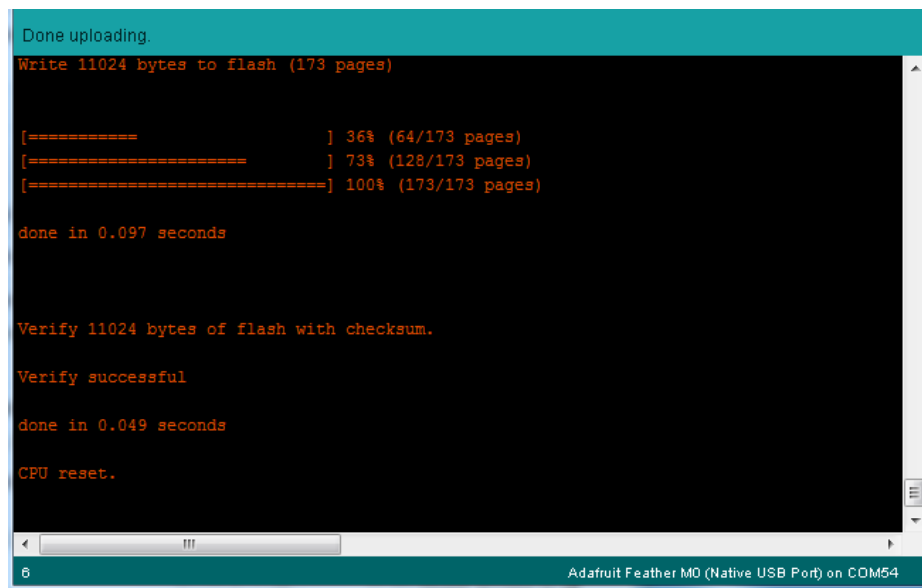 Done uploading.
Write 11024 bytes to flash (173 pages)
[===========                   ] 36% (64/173 pages)
[======================        ] 73% (128/173 pages)
[==============================] 100% (173/173 pages)
done in 0.097 seconds
Verify 11024 bytes of flash with checksum.
Verify successful
done in 0.049 seconds
CPU reset.
6 Adafruit Feather M0 (Native USB Port) on COM54